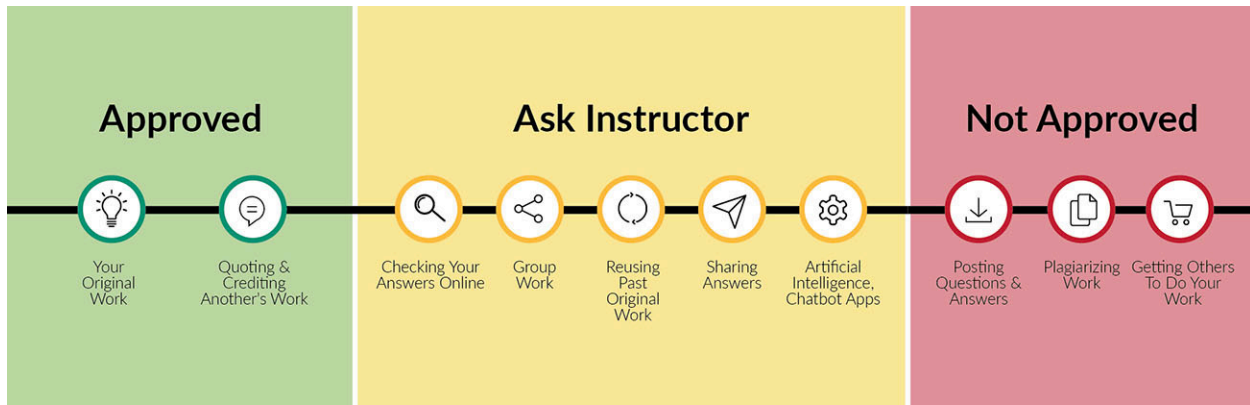 Approved
Your
Original
Work
Quoting &
Crediting
Another's Work
Ask Instructor
Checking Your
Answers Online
Group
Work
Reusing
Past
Original
Work
Sharing
Answers
Artificial
Intelligence,
Chatbot Apps
Not Approved
Posting
Questions &
Answers
Plagiarizing
Work
Getting Others
To Do Your
Work